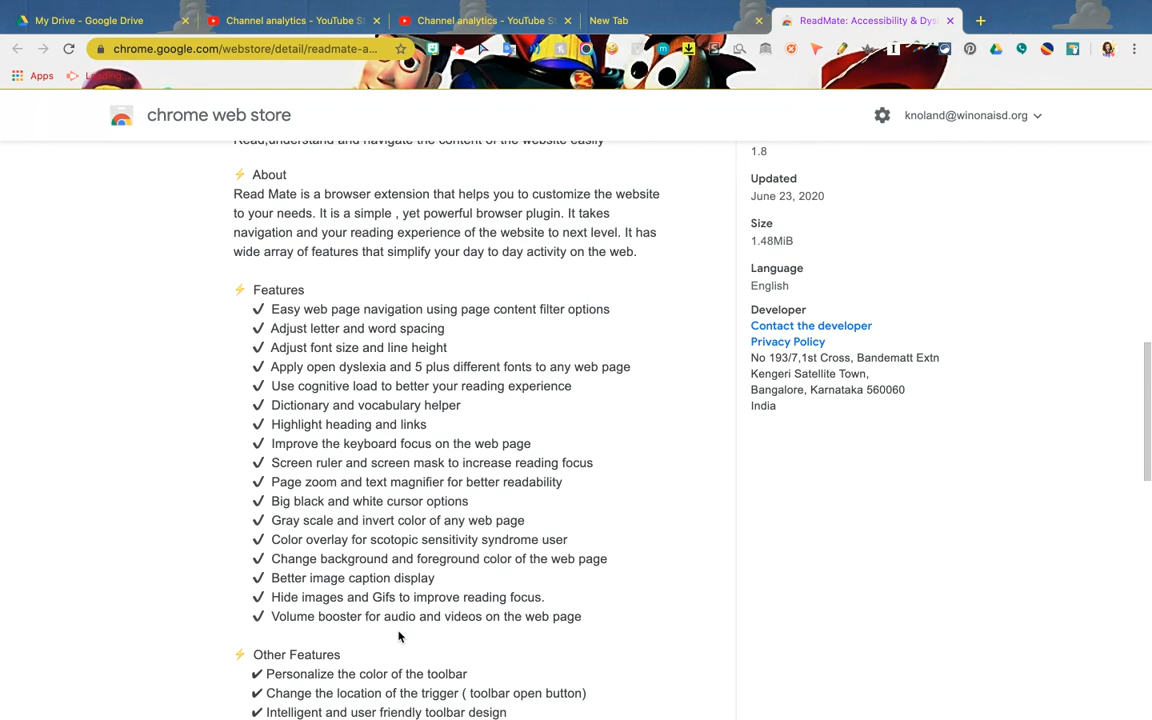 My Drive - Google Drive
Channel analytics - YouTube St
Channel analytics - YouTube St
New Tab
ReadMate: Accessibility & Dysl
chrome.google.com/webstore/detail/readmate-a...
Apps
Loading...
chrome web store
knoland@winonaisd.org
Read,understand and navigate the content of the website easily
⚡ About
Read Mate is a browser extension that helps you to customize the website
to your needs. It is a simple , yet powerful browser plugin. It takes
navigation and your reading experience of the website to next level. It has
wide array of features that simplify your day to day activity on the web.
⚡ Features
✓ Easy web page navigation using page content filter options
✓ Adjust letter and word spacing
✓ Adjust font size and line height
✓ Apply open dyslexia and 5 plus different fonts to any web page
✓ Use cognitive load to better your reading experience
✓ Dictionary and vocabulary helper
✓ Highlight heading and links
✓ Improve the keyboard focus on the web page
✓ Screen ruler and screen mask to increase reading focus
✓ Page zoom and text magnifier for better readability
✓ Big black and white cursor options
✓ Gray scale and invert color of any web page
✓ Color overlay for scotopic sensitivity syndrome user
✓ Change background and foreground color of the web page
✓ Better image caption display
✓ Hide images and Gifs to improve reading focus.
✓ Volume booster for audio and videos on the web page
⚡ Other Features
✔ Personalize the color of the toolbar
✔ Change the location of the trigger ( toolbar open button)
✔ Intelligent and user friendly toolbar design
1.8
Updated
June 23, 2020
Size
1.48MiB
Language
English
Developer
Contact the developer
Privacy Policy
No 193/7,1st Cross, Bandematt Extn
Kengeri Satellite Town,
Bangalore, Karnataka 560060
India